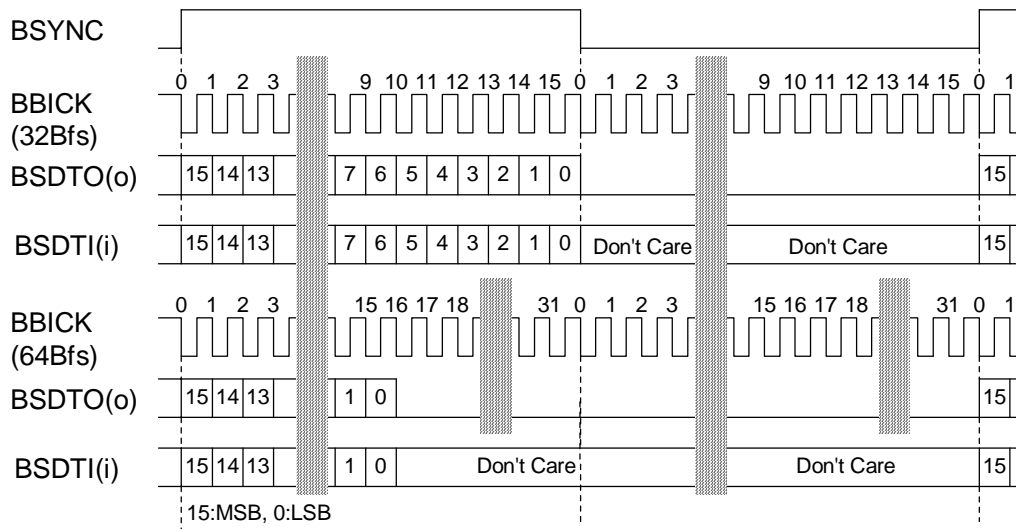 BSYNC
0 1 2 3 9 10 11 12 13 14 15 0 1 2 3 9 10 11 12 13 14 15 0 1
BBICK
(32Bfs)
BSDTO(o) 15 14 13 7 6 5 4 3 2 1 0 15
BSDTI(i) 15 14 13 7 6 5 4 3 2 1 0 Don't Care Don't Care 15
0 1 2 3 15 16 17 18 31 0 1 2 3 15 16 17 18 31 0 1
BBICK
(64Bfs)
BSDTO(o) 15 14 13 1 0 15
BSDTI(i) 15 14 13 1 0 Don't Care Don't Care 15
15:MSB, 0:LSB